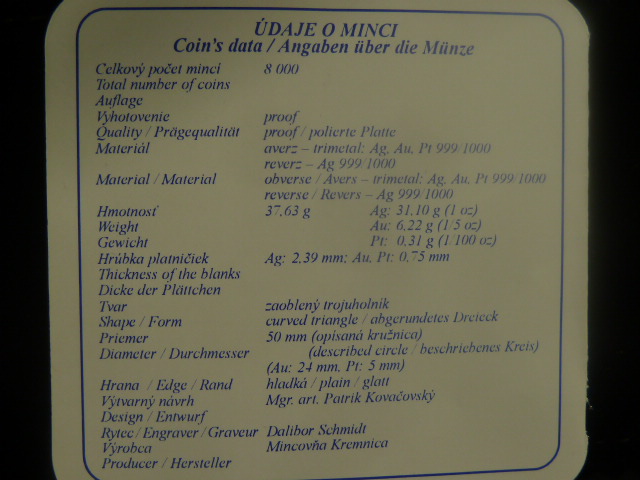 ÚDAJE O MINCI
Coin's data / Angaben über die Münze
Celkový počet mincí 8 000
Total number of coins
Auflage
Vyhotovenie proof
Quality / Prägequalität proof / polierte Platte
Materiál averz – trimetal: Ag, Au, Pt 999/1000
reverz – Ag 999/1000
Material / Material obverse / Avers – trimetal: Ag, Au, Pt 999/1000
reverse / Revers – Ag 999/1000
Hmotnosť 37,63 g Ag: 31,10 g (1 oz)
Weight Au: 6,22 g (1/5 oz)
Gewicht Pt: 0,31 g (1/100 oz)
Hrúbka platničiek Ag: 2,39 mm; Au, Pt: 0,75 mm
Thickness of the blanks
Dicke der Plättchen
Tvar zaoblený trojuholník
Shape / Form curved triangle / abgerundetes Dreieck
Priemer 50 mm (opísaná kružnica)
Diameter / Durchmesser (described circle / beschriebenes Kreis)
(Au: 24 mm, Pt: 5 mm)
Hrana / Edge / Rand hladká / plain / glatt
Výtvarný návrh Mgr. art. Patrik Kovačovský
Design / Entwurf
Rytec / Engraver / Graveur Dalibor Schmidt
Výrobca Mincovňa Kremnica
Producer / Hersteller